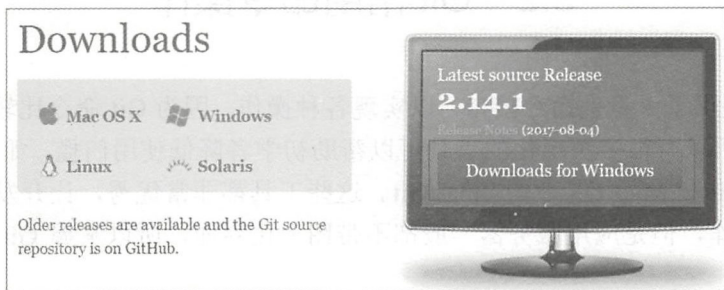 Downloads
Mac OS X
Windows
Linux
Solaris
Older releases are available and the Git source
repository is on GitHub.
Latest source Release
2.14.1
Release Notes (2017-08-04)
Downloads for Windows